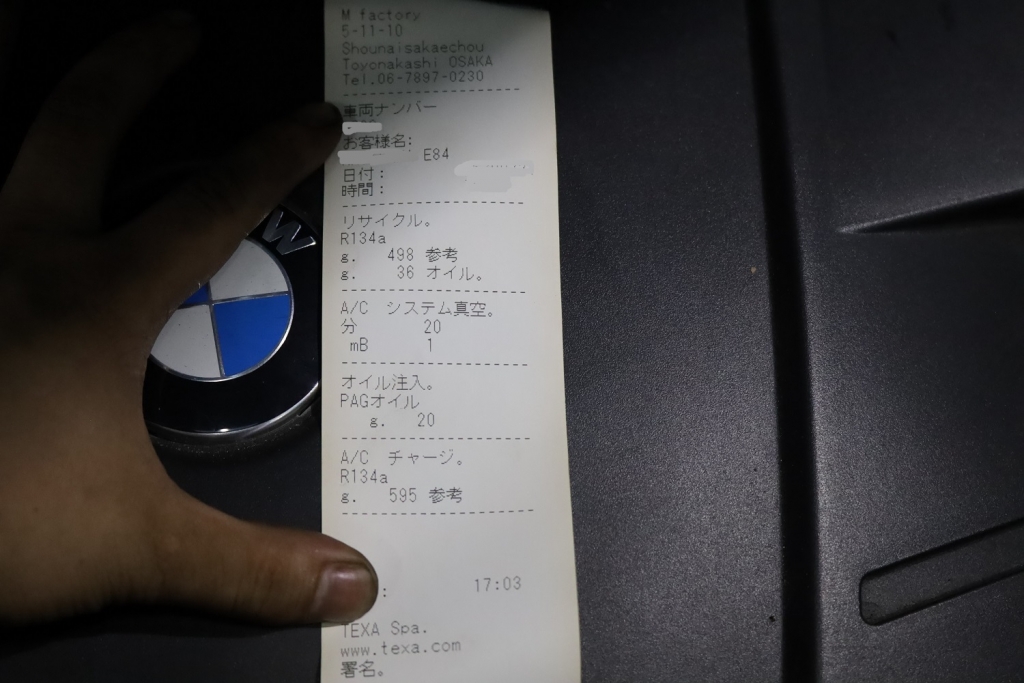 M factory
5-11-10
Shounaisakaechou
Toyonakashi OSAKA
Tel.06-7897-0230
車両ナンバー
お客様名:
E84
日付:
時間:
リサイクル。
R134a
g. 498 参考
g. 36 オイル。
A/C システム真空。
分 20
mB 1
オイル注入。
PAGオイル
g. 20
A/C チャージ。
R134a
g. 595 参考
: 17:03
TEXA Spa.
www.texa.com
署名。
W